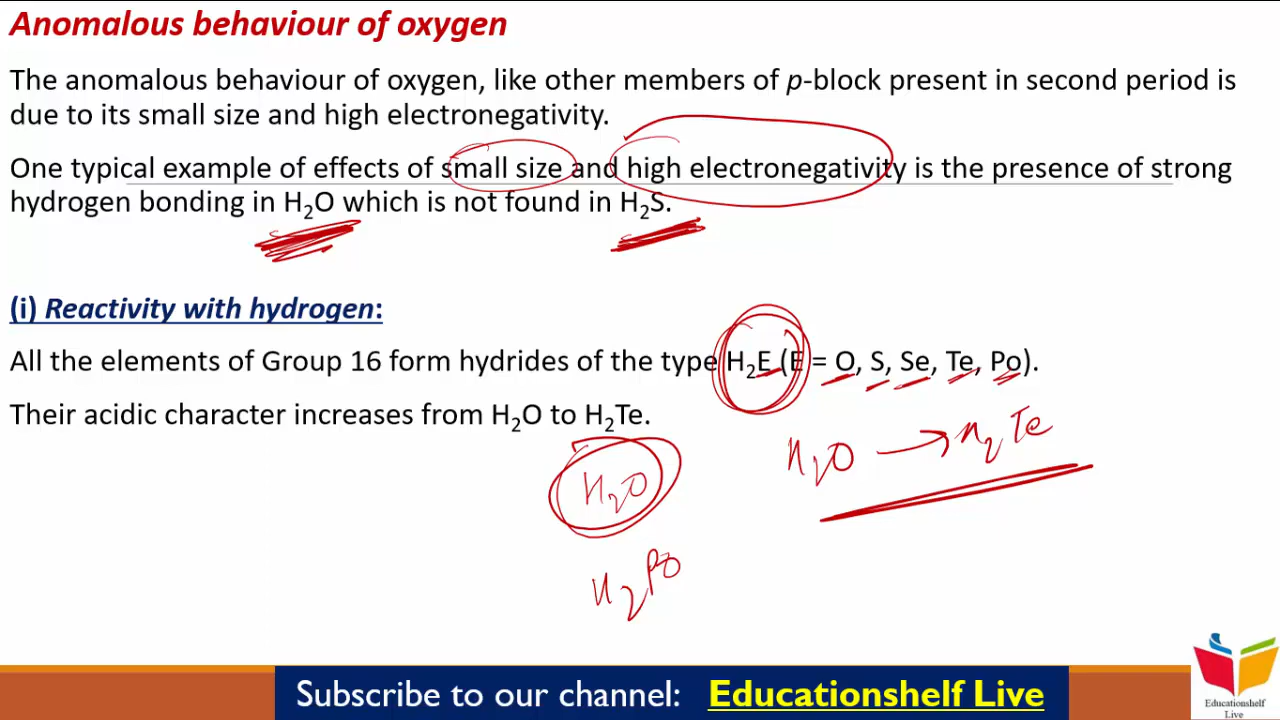 Anomalous behaviour of oxygen
The anomalous behaviour of oxygen, like other members of p-block present in second period is
due to its small size and high electronegativity.
One typical example of effects of small size and high electronegativity is the presence of strong
hydrogen bonding in H₂O which is not found in H₂S.
(i) Reactivity with hydrogen:
All the elements of Group 16 form hydrides of the type H₂E (E = O, S, Se, Te, Po).
Their acidic character increases from H₂O to H₂Te.
H₂O → H₂Te
H₂O
H₂Po
Subscribe to our channel: Educationshelf Live
Educationshelf
Live